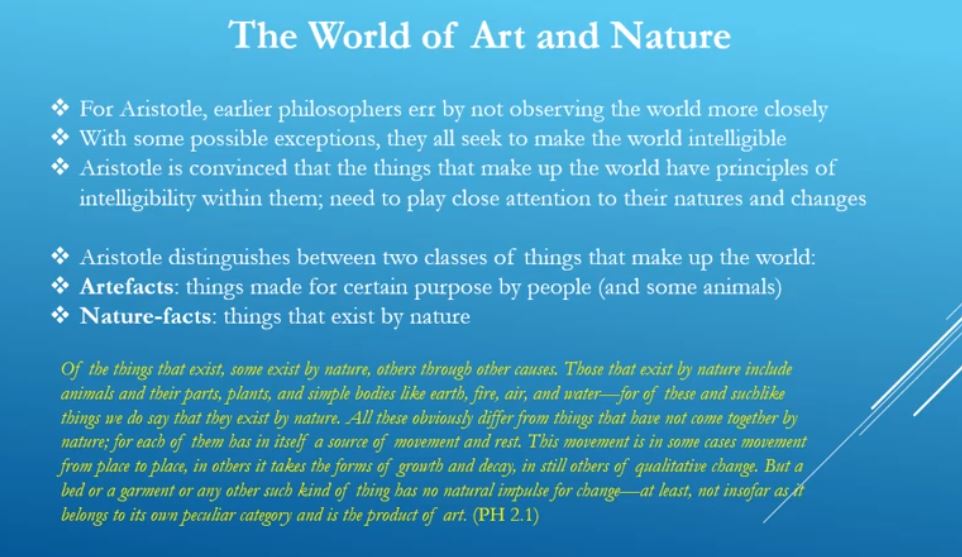 The World of Art and Nature
❖ For Aristotle, earlier philosophers err by not observing the world more closely
❖ With some possible exceptions, they all seek to make the world intelligible
❖ Aristotle is convinced that the things that make up the world have principles of
intelligibility within them; need to play close attention to their natures and changes
❖ Aristotle distinguishes between two classes of things that make up the world:
❖ Artefacts: things made for certain purpose by people (and some animals)
❖ Nature-facts: things that exist by nature
Of the things that exist, some exist by nature, others through other causes. Those that exist by nature include
animals and their parts, plants, and simple bodies like earth, fire, air, and water—for of these and suchlike
things we do say that they exist by nature. All these obviously differ from things that have not come together by
nature; for each of them has in itself a source of movement and rest. This movement is in some cases movement
from place to place, in others it takes the forms of growth and decay, in still others of qualitative change. But a
bed or a garment or any other such kind of thing has no natural impulse for change—at least, not insofar as it
belongs to its own peculiar category and is the product of art. (PH 2.1)